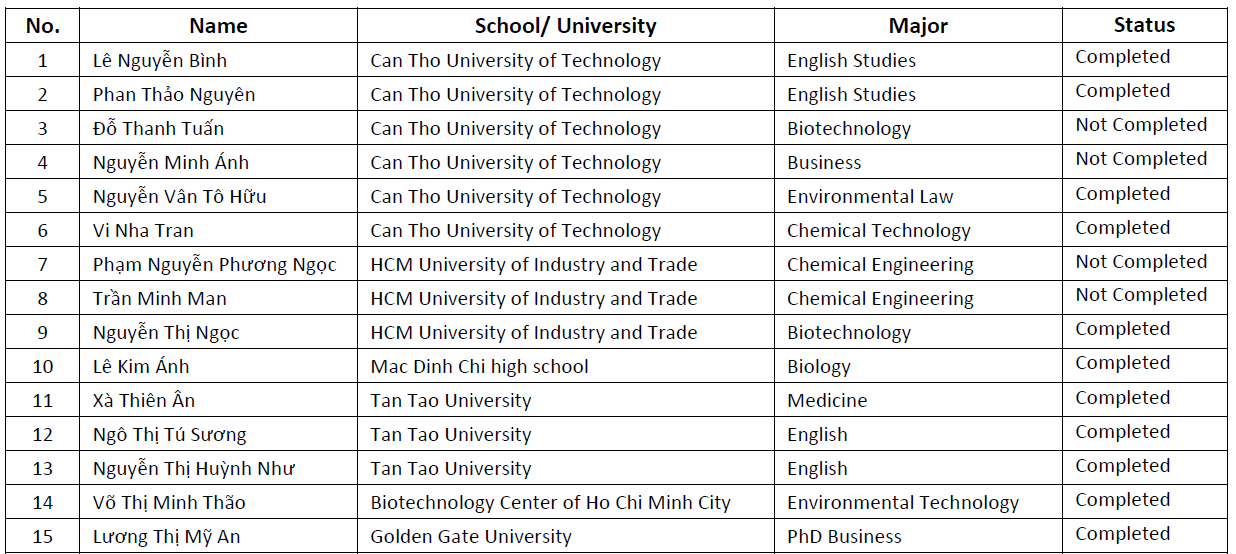 No. Name School/ University Major Status
1 Lê Nguyễn Bình Can Tho University of Technology English Studies Completed
2 Phan Thảo Nguyên Can Tho University of Technology English Studies Completed
3 Đỗ Thanh Tuấn Can Tho University of Technology Biotechnology Not Completed
4 Nguyễn Minh Ánh Can Tho University of Technology Business Not Completed
5 Nguyễn Vân Tô Hữu Can Tho University of Technology Environmental Law Completed
6 Vi Nha Tran Can Tho University of Technology Chemical Technology Completed
7 Phạm Nguyễn Phương Ngọc HCM University of Industry and Trade Chemical Engineering Not Completed
8 Trần Minh Man HCM University of Industry and Trade Chemical Engineering Not Completed
9 Nguyễn Thị Ngọc HCM University of Industry and Trade Biotechnology Completed
10 Lê Kim Ánh Mac Dinh Chi high school Biology Completed
11 Xà Thiên Ân Tan Tao University Medicine Completed
12 Ngô Thị Tú Sương Tan Tao University English Completed
13 Nguyễn Thị Huỳnh Như Tan Tao University English Completed
14 Võ Thị Minh Thão Biotechnology Center of Ho Chi Minh City Environmental Technology Completed
15 Lương Thị Mỹ An Golden Gate University PhD Business Completed